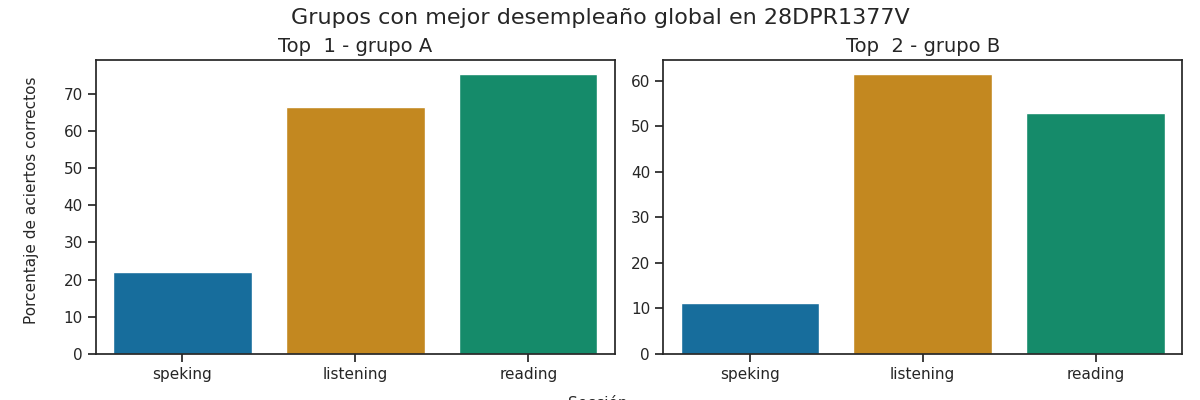 Grupos con mejor desempleaño global en 28DPR1377V
Top  1 - grupo A
Porcentaje de aciertos correctos
70
60
50
40
30
20
10
0
speking
listening
reading
Top  2 - grupo B
60
50
40
30
20
10
0
speking
listening
reading
Sección